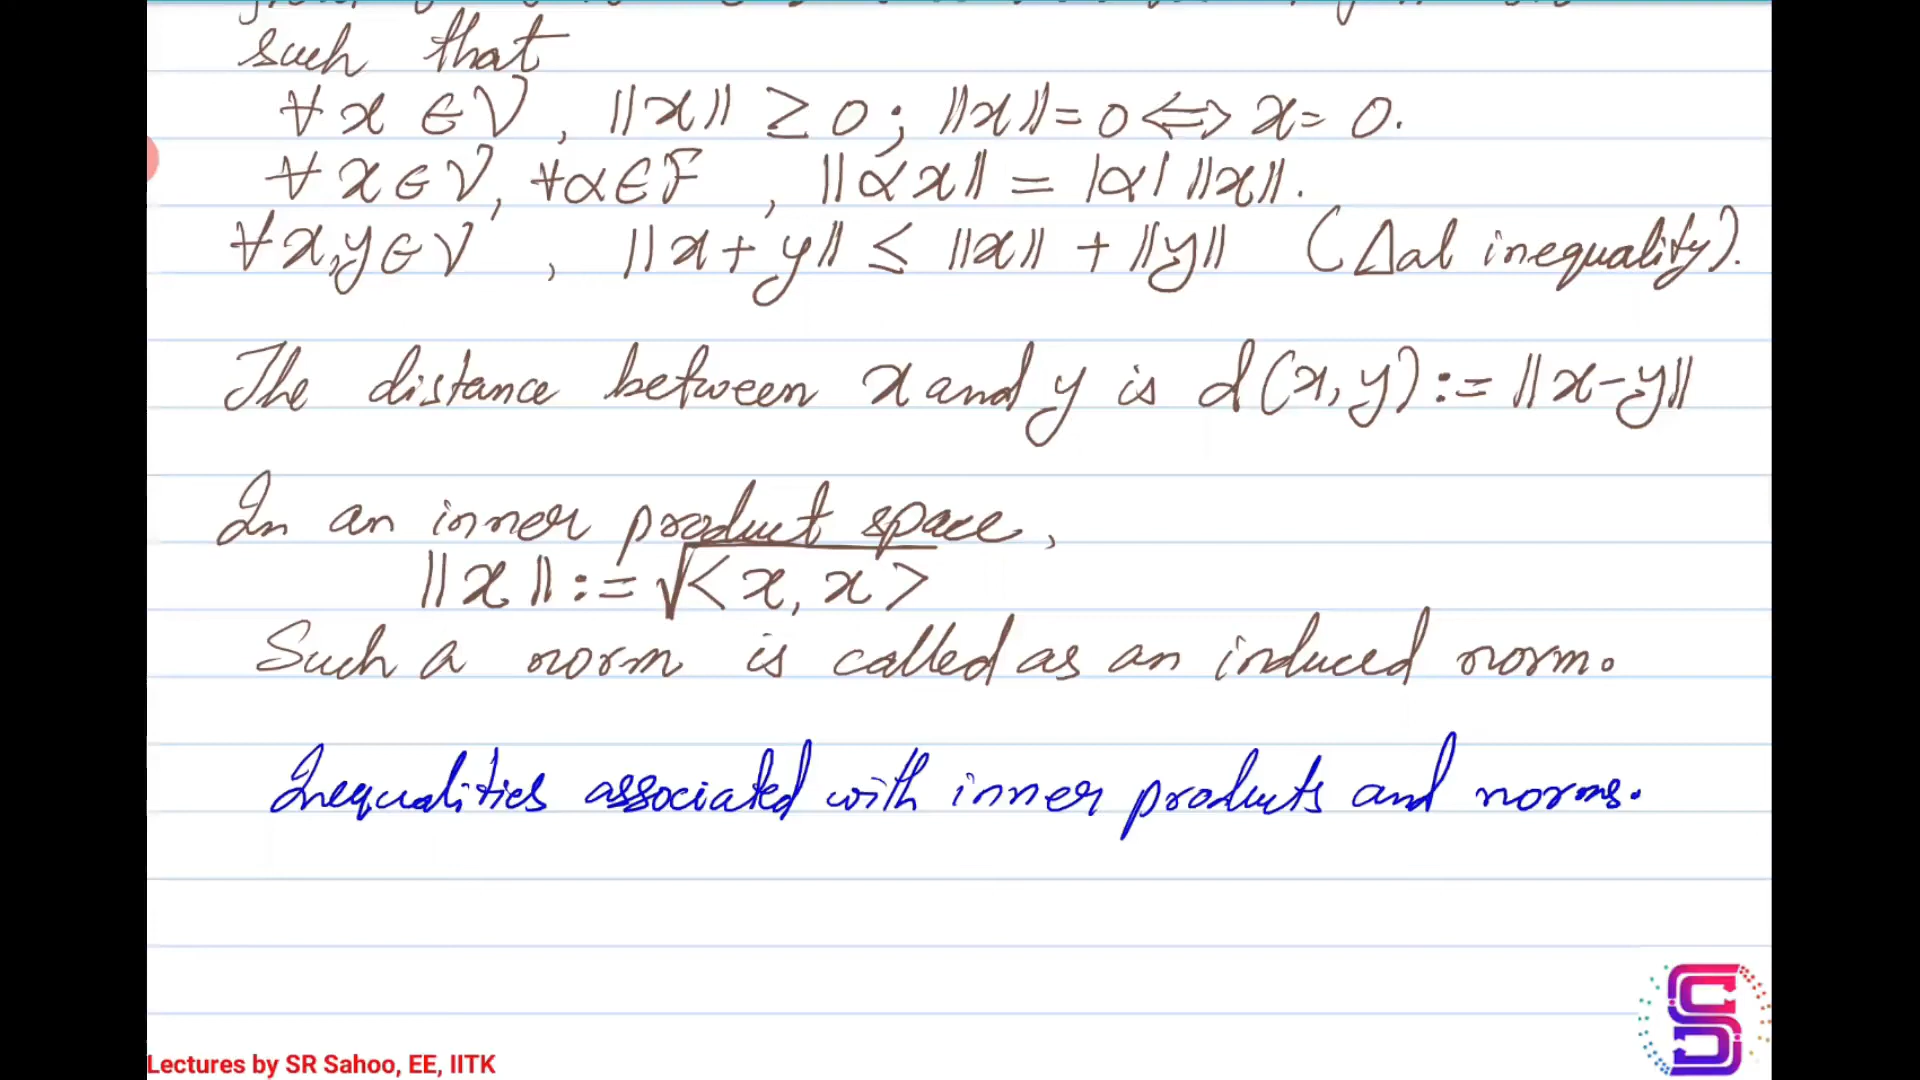 such that
∀ x ∈ V, ||x|| ≥ 0; ||x|| = 0 ⟺ x = 0.
∀ x ∈ V, ∀α ∈ F, ||αx|| = |α| ||x||.
∀ x,y ∈ V, ||x + y|| ≤ ||x|| + ||y|| (Δal inequality).
The distance between x and y is d(x,y) := ||x-y||
In an inner product space,
||x|| := √<x, x>
Such a norm is called as an induced norm.
Inequalities associated with inner products and norms.
Lectures by SR Sahoo, EE, IITK